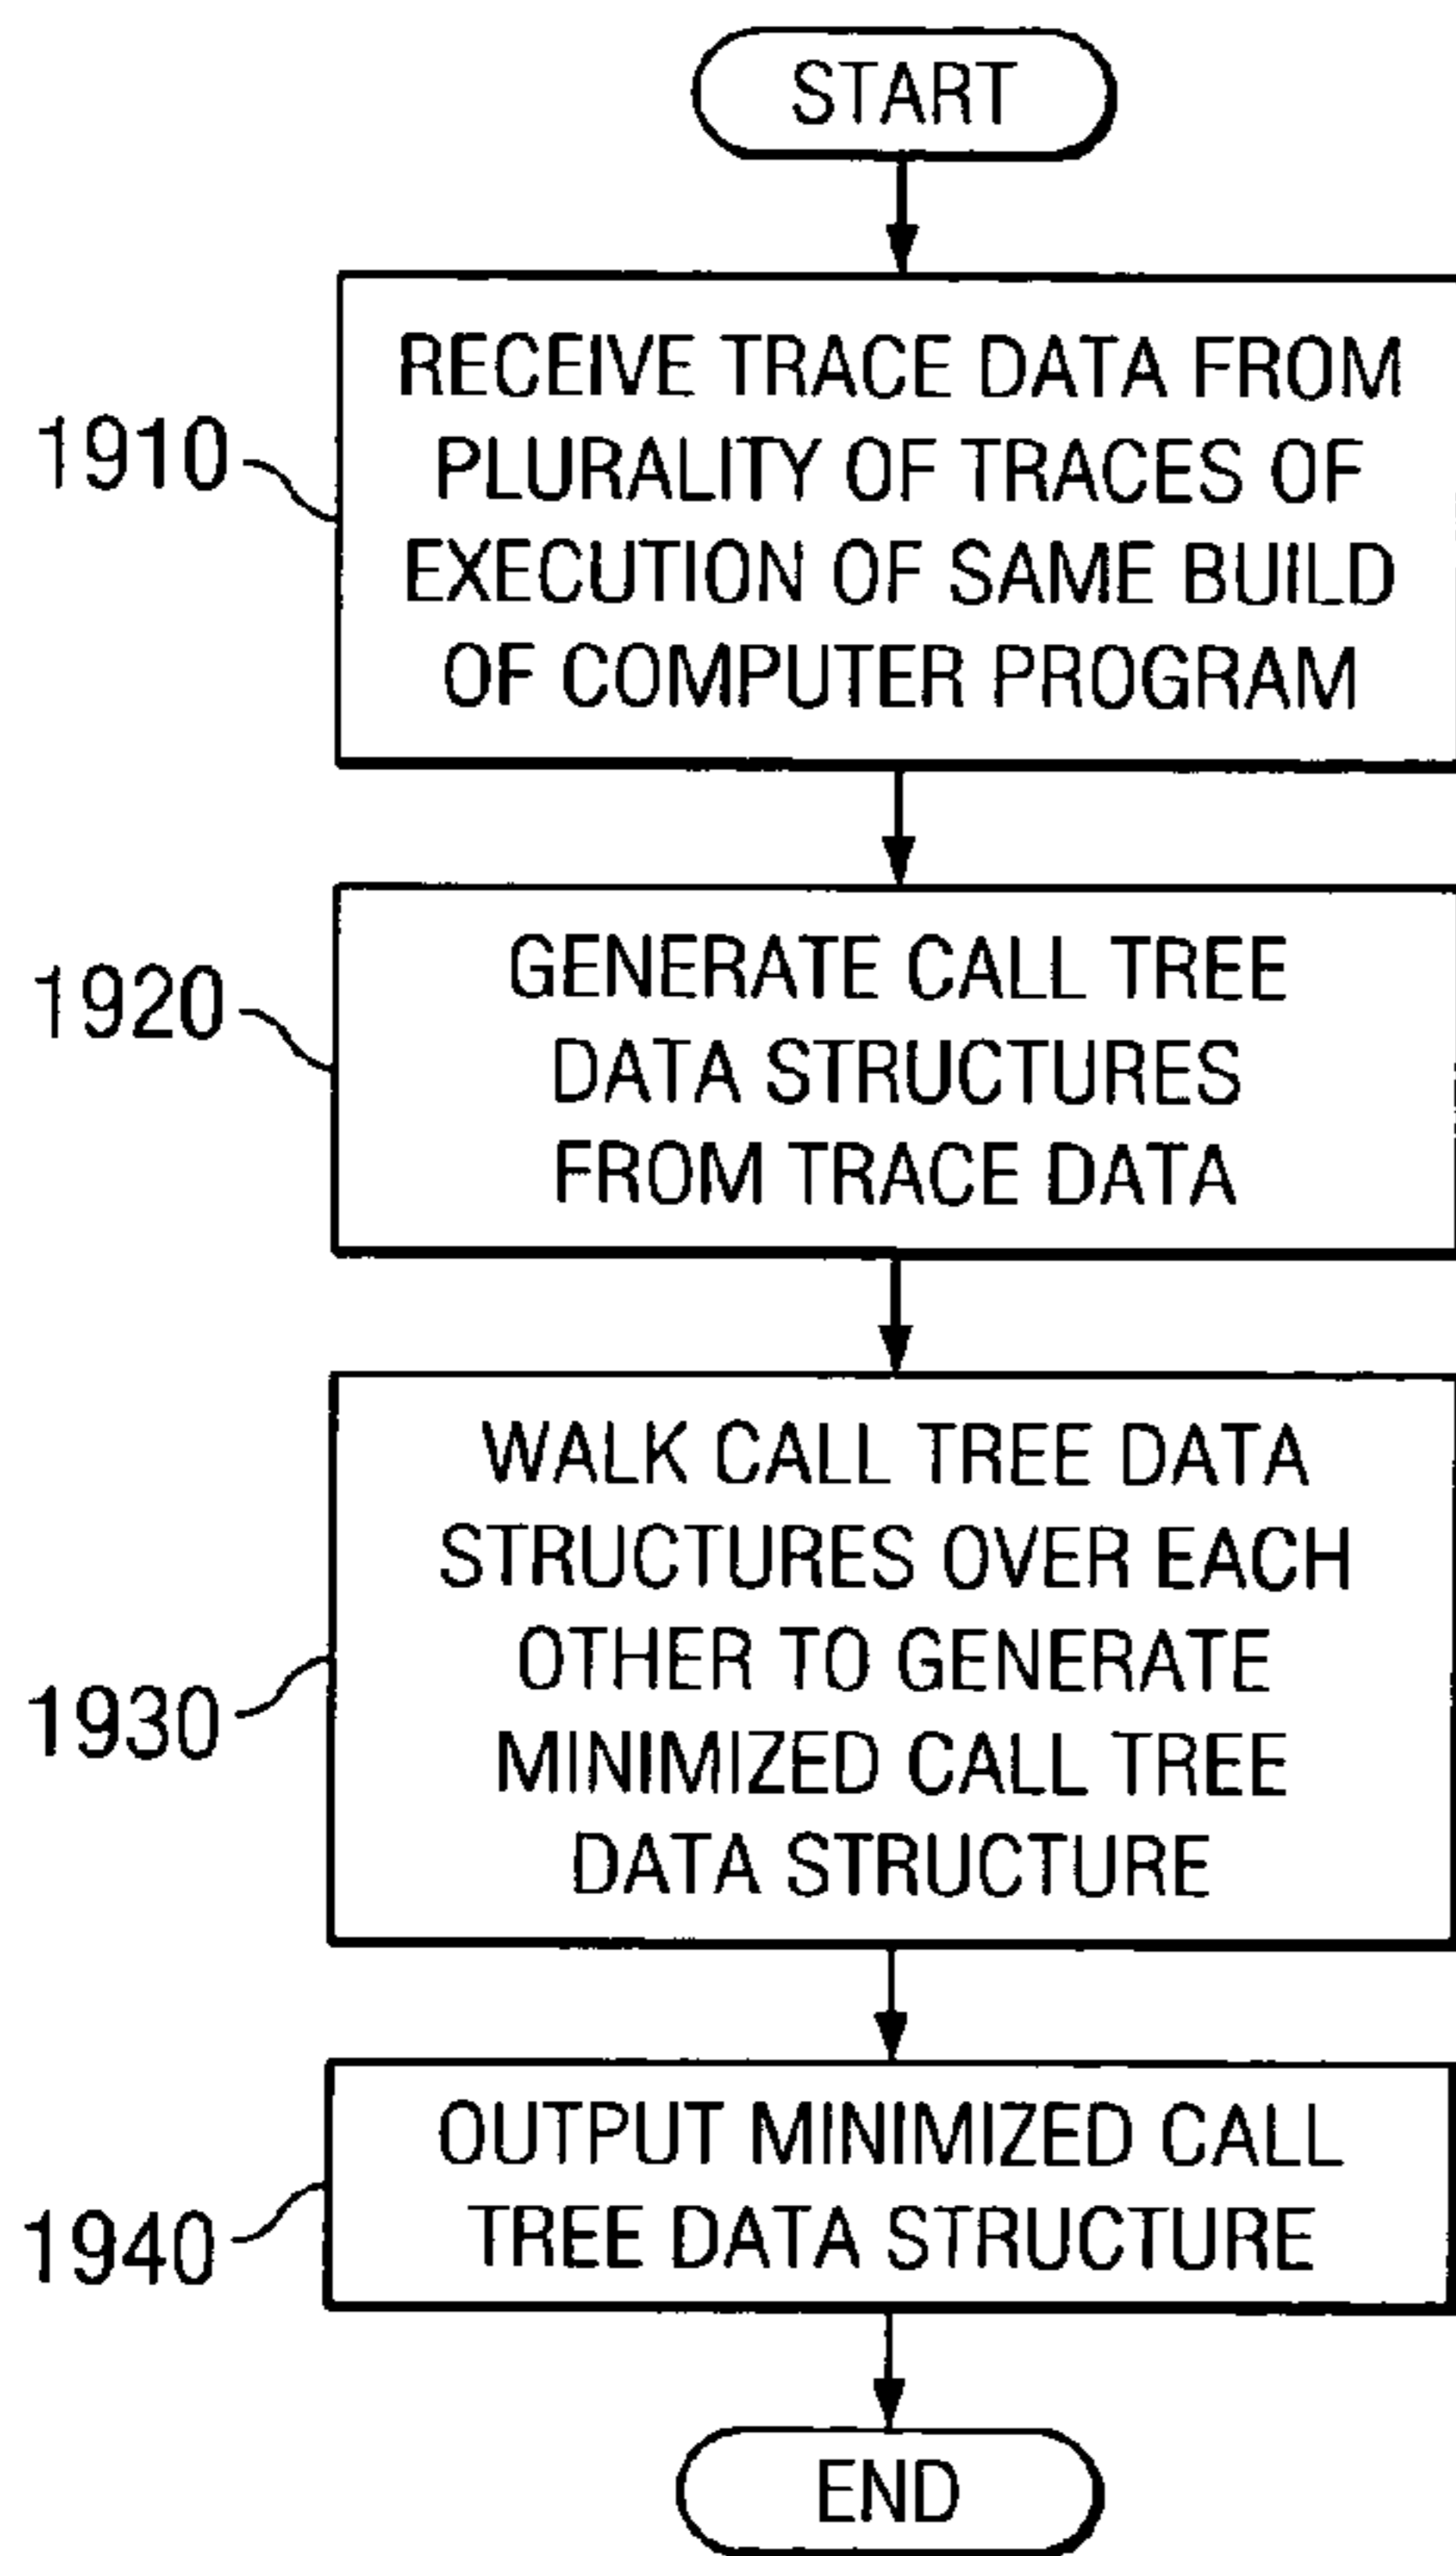 START
1910
RECEIVE TRACE DATA FROM
PLURALITY OF TRACES OF
EXECUTION OF SAME BUILD
OF COMPUTER PROGRAM
1920
GENERATE CALL TREE
DATA STRUCTURES
FROM TRACE DATA
1930
WALK CALL TREE DATA
STRUCTURES OVER EACH
OTHER TO GENERATE
MINIMIZED CALL TREE
DATA STRUCTURE
1940
OUTPUT MINIMIZED CALL
TREE DATA STRUCTURE
END